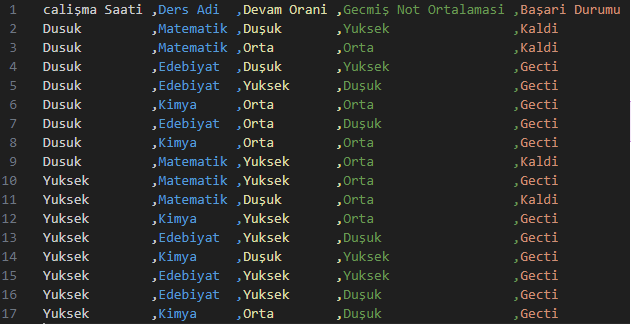 1 calişma Saati ,Ders Adi ,Devam Orani ,Gecmiş Not Ortalamasi ,Başari Durumu
2 Dusuk ,Matematik ,Duşuk ,Yuksek ,Kaldi
3 Dusuk ,Matematik ,Orta ,Orta ,Kaldi
4 Dusuk ,Edebiyat ,Duşuk ,Yuksek ,Gecti
5 Dusuk ,Edebiyat ,Yuksek ,Duşuk ,Gecti
6 Dusuk ,Kimya ,Orta ,Orta ,Gecti
7 Dusuk ,Edebiyat ,Orta ,Duşuk ,Gecti
8 Dusuk ,Kimya ,Orta ,Orta ,Gecti
9 Dusuk ,Matematik ,Yuksek ,Orta ,Kaldi
10 Yuksek ,Matematik ,Yuksek ,Orta ,Gecti
11 Yuksek ,Matematik ,Duşuk ,Orta ,Kaldi
12 Yuksek ,Kimya ,Yuksek ,Orta ,Gecti
13 Yuksek ,Edebiyat ,Yuksek ,Duşuk ,Gecti
14 Yuksek ,Kimya ,Duşuk ,Yuksek ,Gecti
15 Yuksek ,Edebiyat ,Yuksek ,Yuksek ,Gecti
16 Yuksek ,Edebiyat ,Yuksek ,Duşuk ,Gecti
17 Yuksek ,Kimya ,Orta ,Duşuk ,Gecti